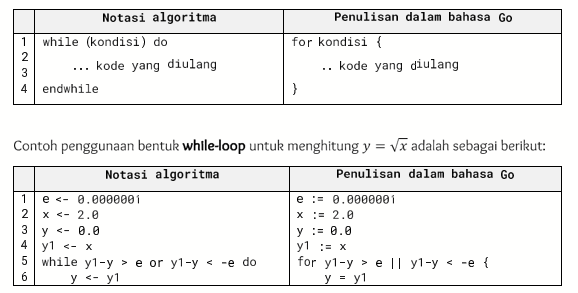 Notasi algoritma Penulisan dalam bahasa Go
1 while (kondisi) do for kondisi {
2
3 ... kode yang diulang .. kode yang diulang
4 endwhile }
Contoh penggunaan bentuk while-loop untuk menghitung y = √x adalah sebagai berikut:
Notasi algoritma Penulisan dalam bahasa Go
1 e <- 0.0000001 e := 0.0000001
2 x <- 2.0 x := 2.0
3 y <- 0.0 y := 0.0
4 y1 <- x y1 := x
5 while y1-y > e or y1-y < -e do for y1-y > e || y1-y < -e {
6 y <- y1 y = y1